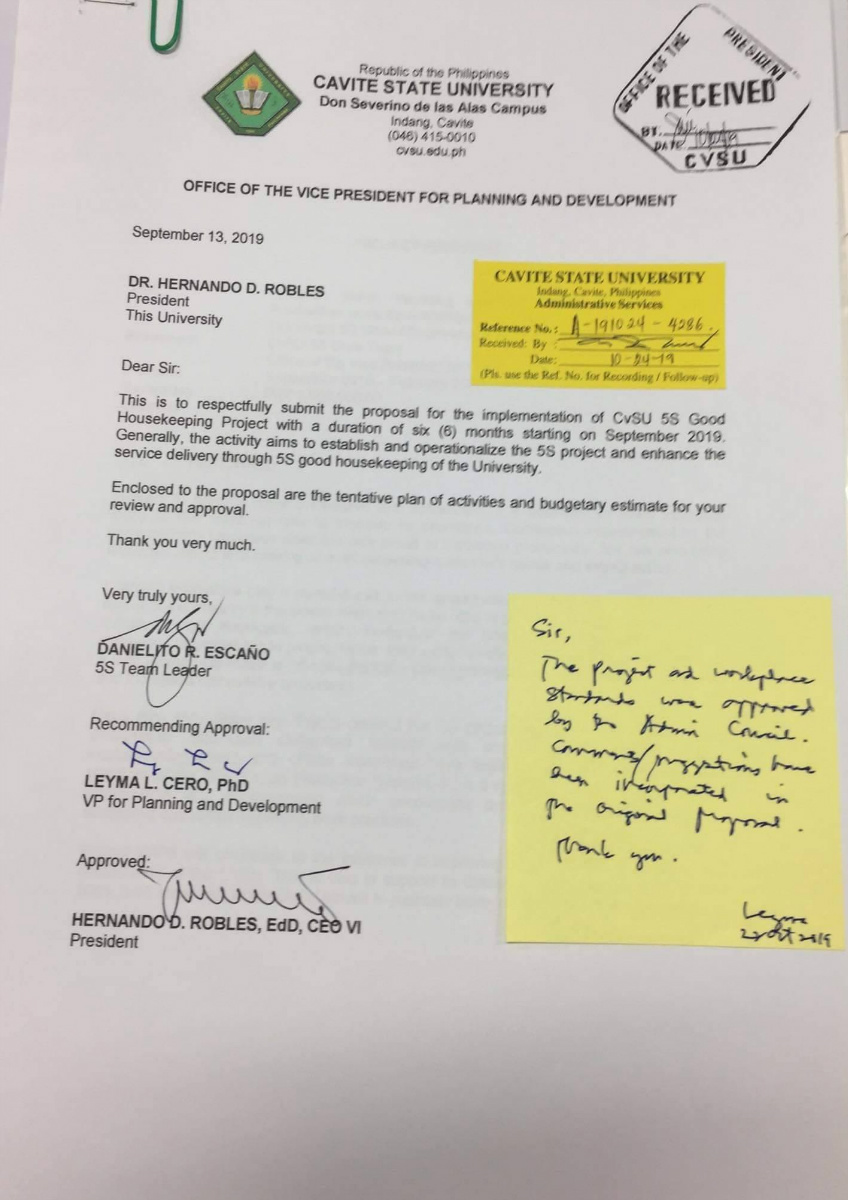 Republic of the Philippines
CAVITE STATE UNIVERSITY
Don Severino de las Alas Campus
Indang, Cavite
(046) 415-0010
cvsu.edu.ph
OFFICE OF THE PRESIDENT
RECEIVED
BY.
DATE
CVSU
OFFICE OF THE VICE PRESIDENT FOR PLANNING AND DEVELOPMENT
September 13, 2019
CAVITE STATE UNIVERSITY
Indang, Cavite, Philippines
Administrative Services
Reference No.: A-191024-4286.
Received: By :
Date: 10-24-19
(Pls. use the Ref. No. for Recording / Follow-up)
DR. HERNANDO D. ROBLES
President
This University
Dear Sir:
This is to respectfully submit the proposal for the implementation of CvSU 5S Good
Housekeeping Project with a duration of six (6) months starting on September 2019.
Generally, the activity aims to establish and operationalize the 5S project and enhance the
service delivery through 5S good housekeeping of the University.
Enclosed to the proposal are the tentative plan of activities and budgetary estimate for your
review and approval.
Thank you very much.
Very truly yours,
DANIELITO R. ESCAÑO
5S Team Leader
Recommending Approval:
LEYMA L. CERO, PhD
VP for Planning and Development
Approved:
HERNANDO D. ROBLES, EdD, CEO VI
President
Sir,
The project and workplace
standards was approved
by the Admin Council.
Comments/suggestions have
been incorporated in
the original proposal.
Thank you.
Leyma
2019